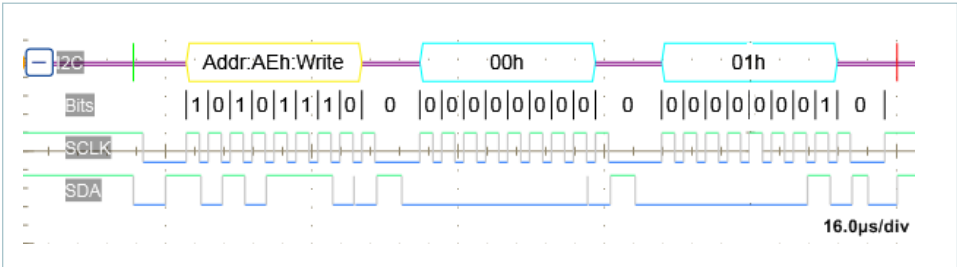 I2C Addr:AEh:Write 00h 01h
Bits 1 0 1 0 1 1 1 0 0 0 0 0 0 0 0 0 0 0 0 0 0 0 0 0 0 1 0
SCLK
SDA
16.0µs/div